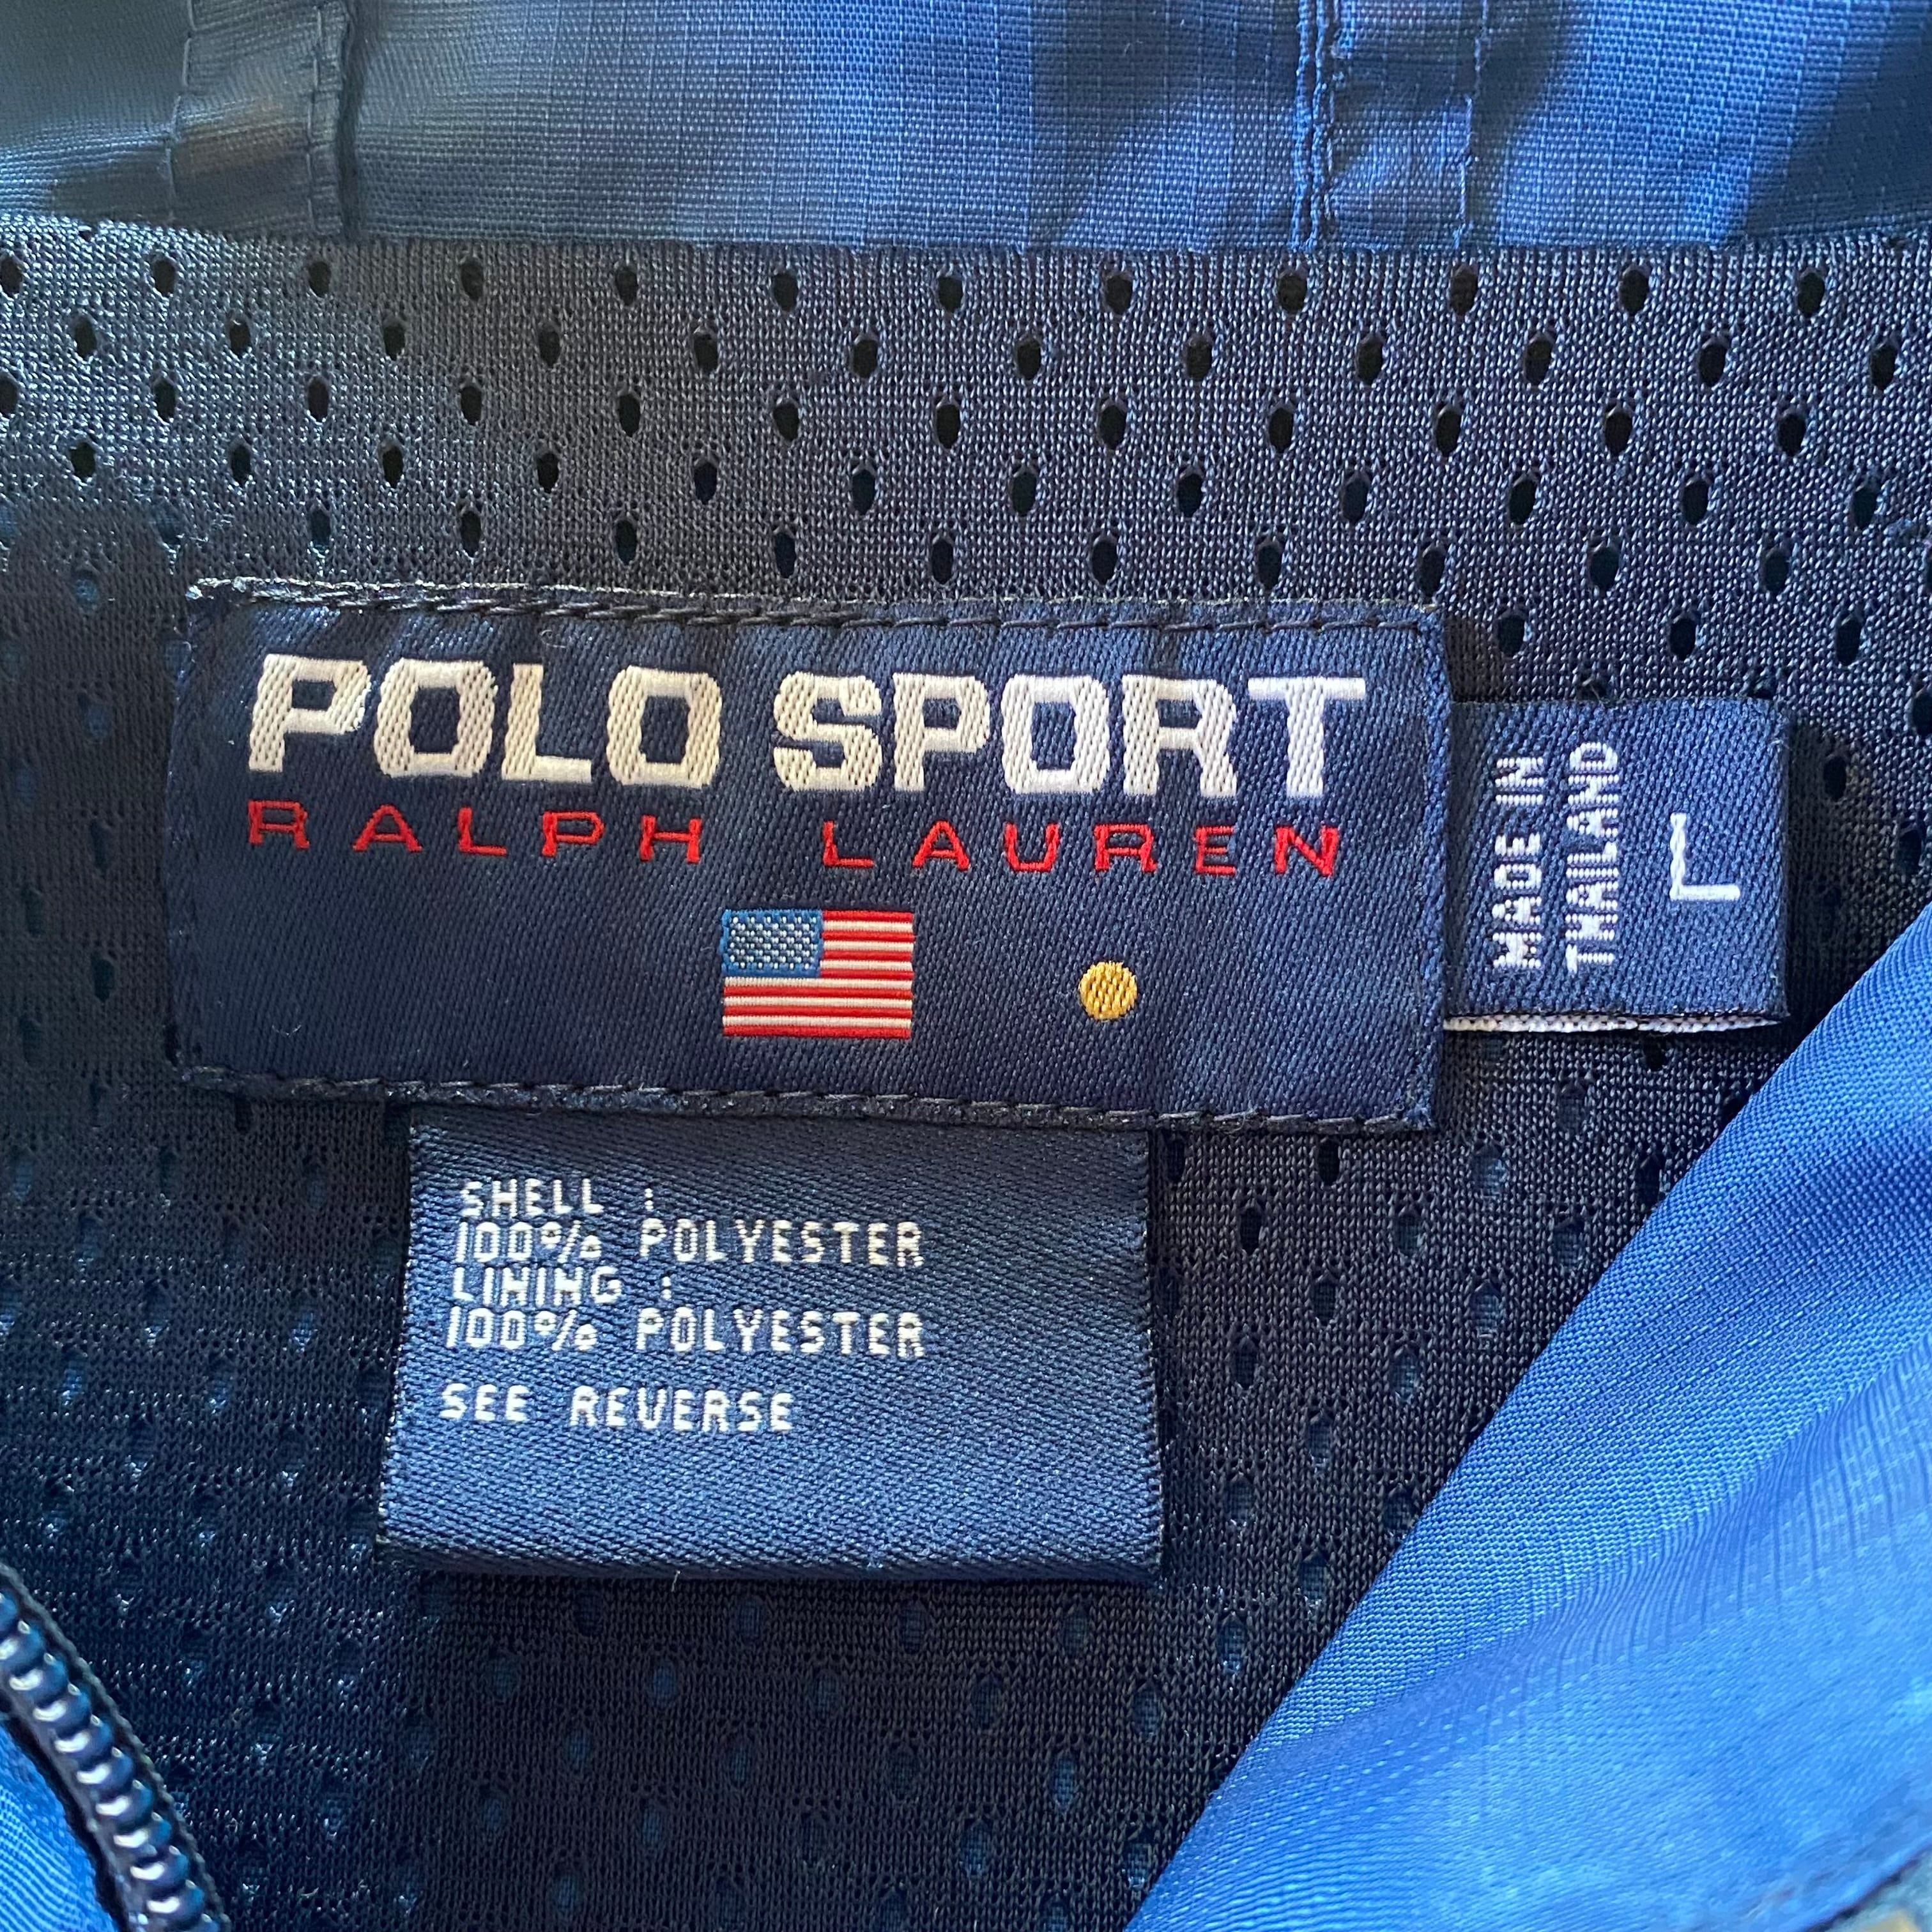 POLO SPORT
RALPH LAUREN
MADE IN
THAILAND
L
SHELL :
100% POLYESTER
LINING :
100% POLYESTER
SEE REVERSE